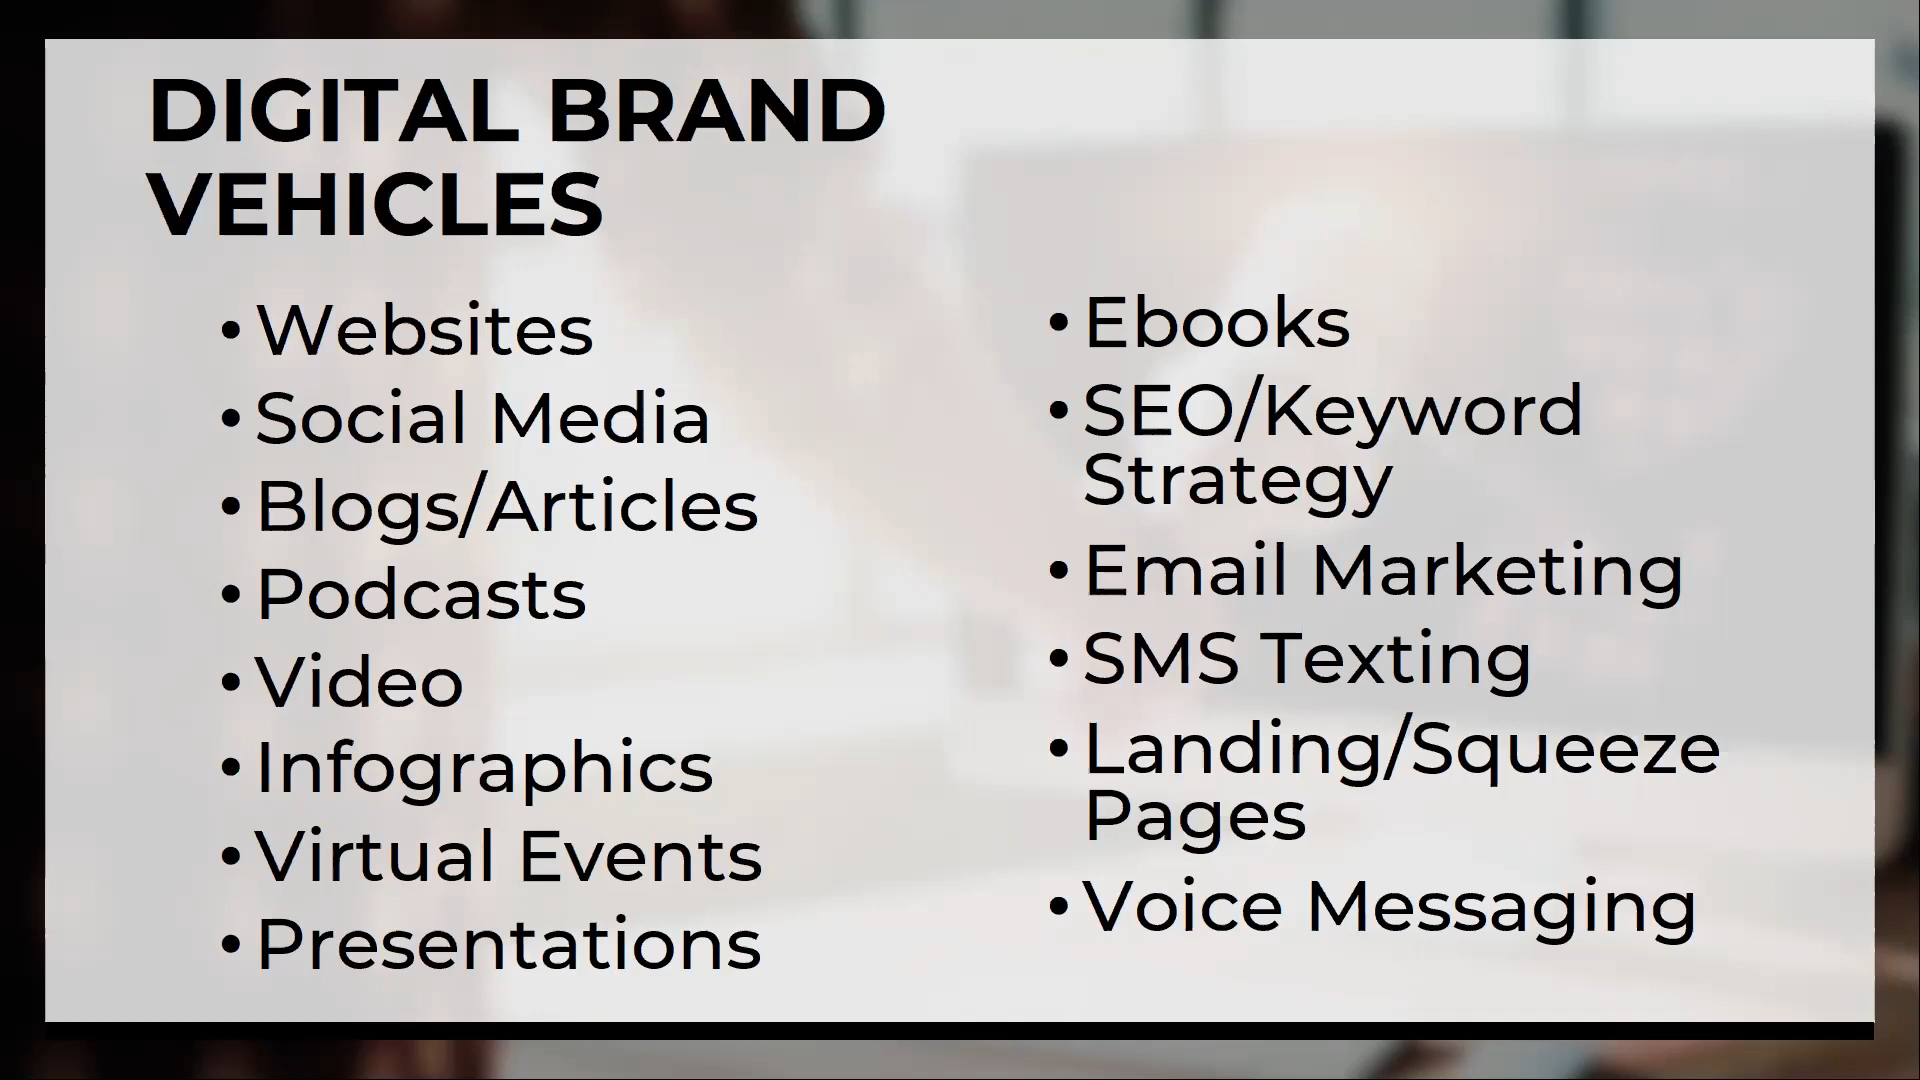 DIGITAL BRAND
VEHICLES
• Websites
• Social Media
• Blogs/Articles
• Podcasts
• Video
• Infographics
• Virtual Events
• Presentations
• Ebooks
• SEO/Keyword
Strategy
• Email Marketing
• SMS Texting
• Landing/Squeeze
Pages
• Voice Messaging